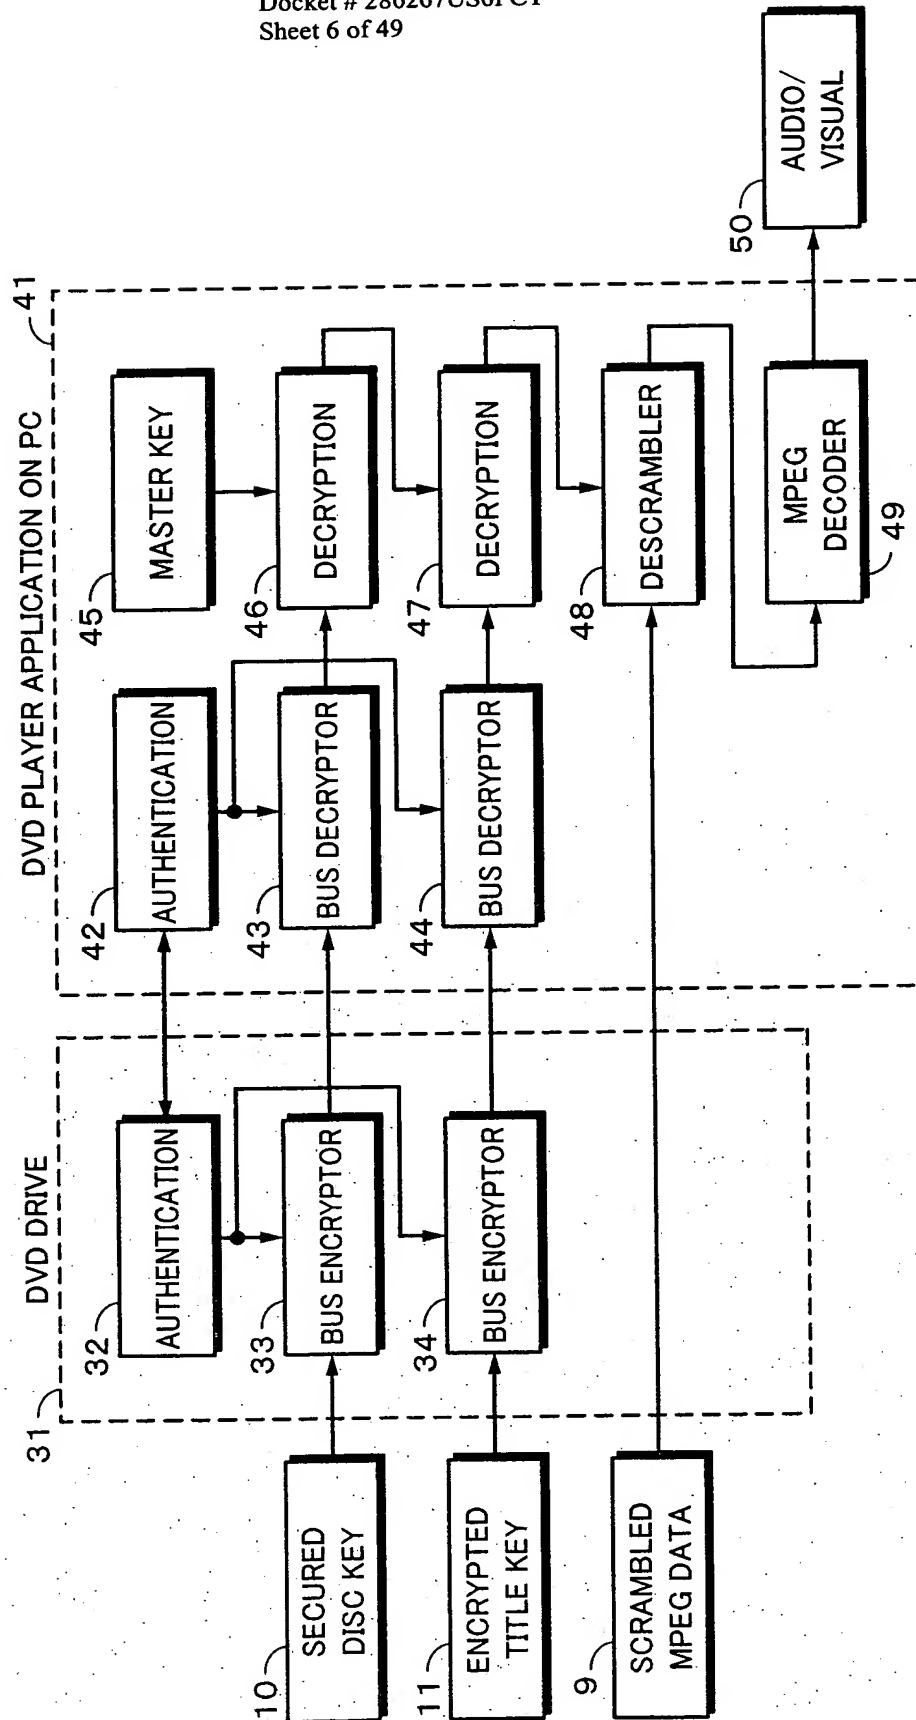 Docket # 286267US6PCT
Sheet 6 of 49
DVD DRIVE
31
DVD PLAYER APPLICATION ON PC
41
32
AUTHENTICATION
42
AUTHENTICATION
45
MASTER KEY
10
SECURED
DISC KEY
33
BUS ENCRYPTOR
43
BUS DECRYPTOR
46
DECRYPTION
11
ENCRYPTED
TITLE KEY
34
BUS ENCRYPTOR
44
BUS DECRYPTOR
47
DECRYPTION
9
SCRAMBLED
MPEG DATA
48
DESCRAMBLER
MPEG
DECODER
49
50
AUDIO/
VISUAL